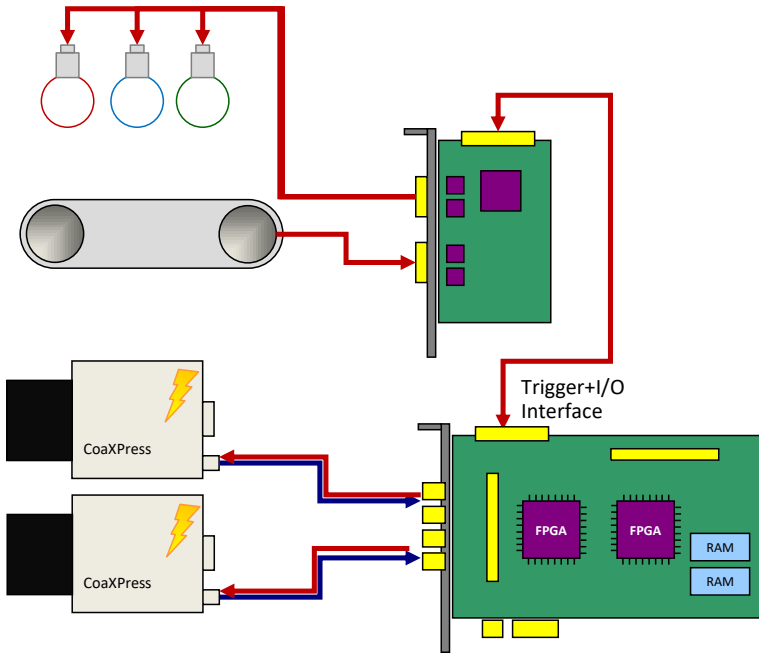 Trigger+I/O
Interface
CoaXPress
FPGA
FPGA
RAM
RAM
CoaXPress